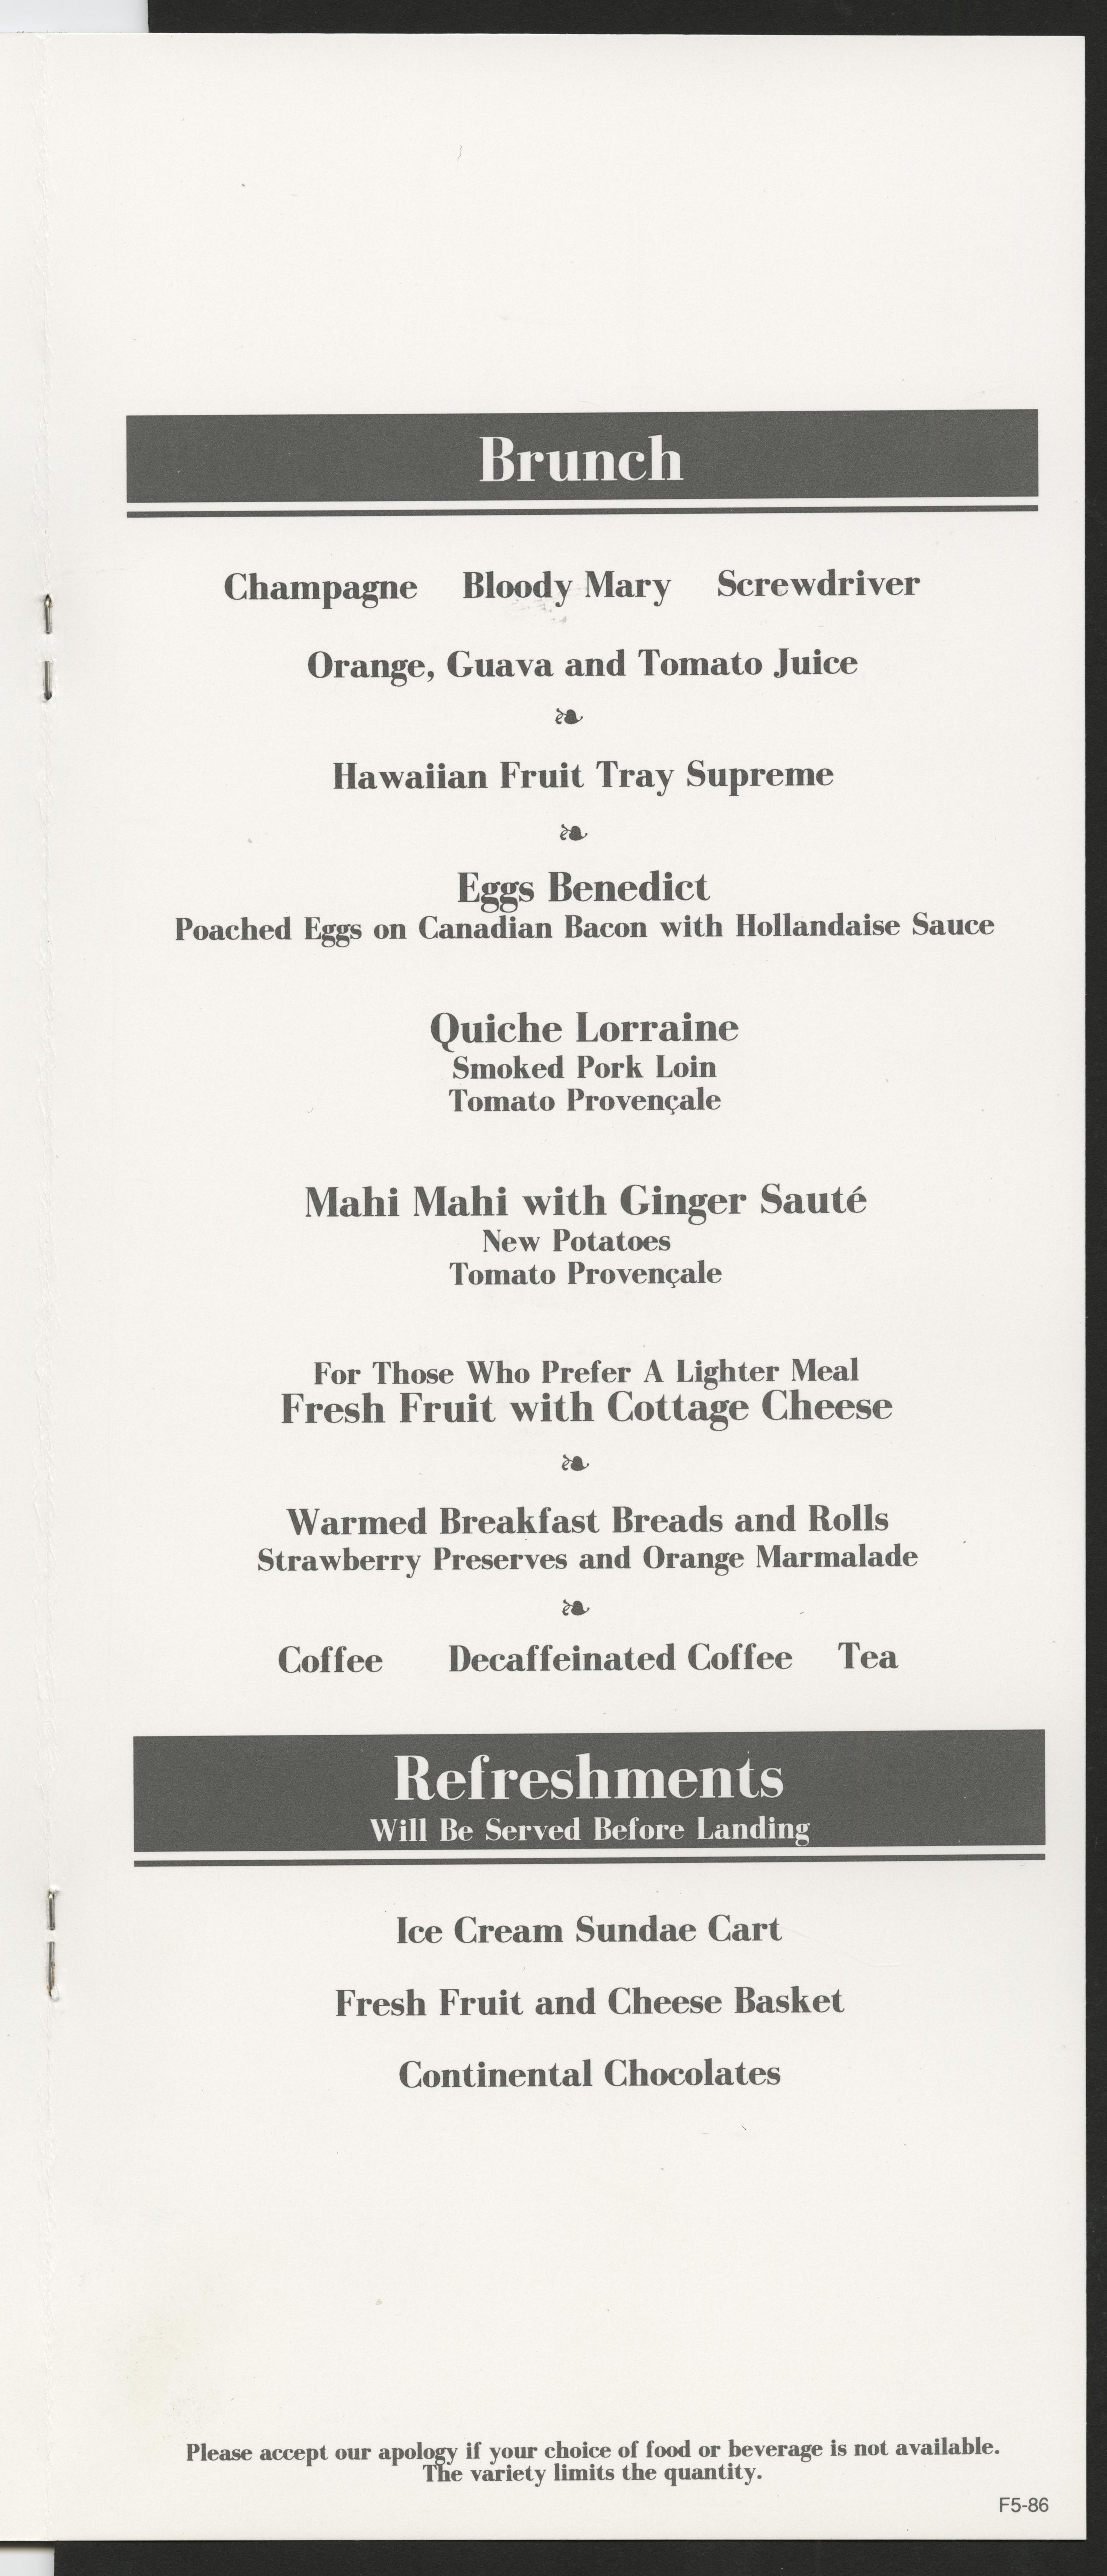 Brunch
Champagne Bloody Mary Screwdriver
Orange, Guava and Tomato Juice
Hawaiian Fruit Tray Supreme
Eggs Benedict
Poached Eggs on Canadian Bacon with Hollandaise Sauce
Quiche Lorraine
Smoked Pork Loin
Tomato Provençale
Mahi Mahi with Ginger Sauté
New Potatoes
Tomato Provençale
For Those Who Prefer A Lighter Meal
Fresh Fruit with Cottage Cheese
Warmed Breakfast Breads and Rolls
Strawberry Preserves and Orange Marmalade
Coffee Decaffeinated Coffee Tea
Refreshments
Will Be Served Before Landing
Ice Cream Sundae Cart
Fresh Fruit and Cheese Basket
Continental Chocolates
Please accept our apology if your choice of food or beverage is not available.
The variety limits the quantity.
F5-86